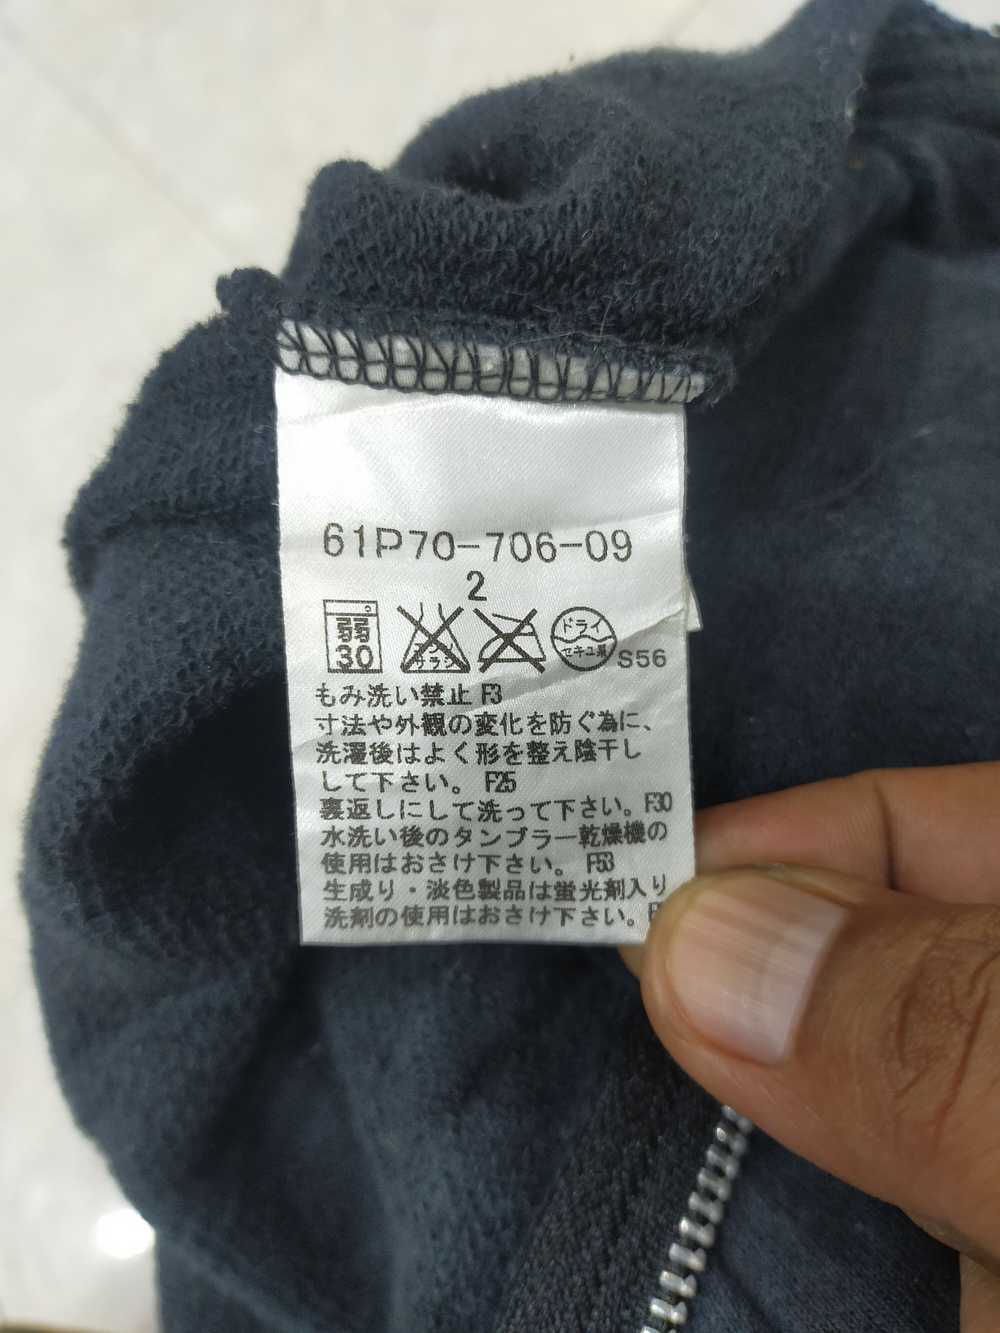 61P70-706-09
2
弱
30
エンソ
サラシ
ドライ
セキユ系
S56
もみ洗い禁止 F3
寸法や外観の変化を防ぐ為に、
洗濯後はよく形を整え陰干し
して下さい。 F25
裏返しにして洗って下さい。 F30
水洗い後のタンブラー乾燥機の
使用はおさけ下さい。 F53
生成り・淡色製品は蛍光剤入り
洗剤の使用はおさけ下さい。